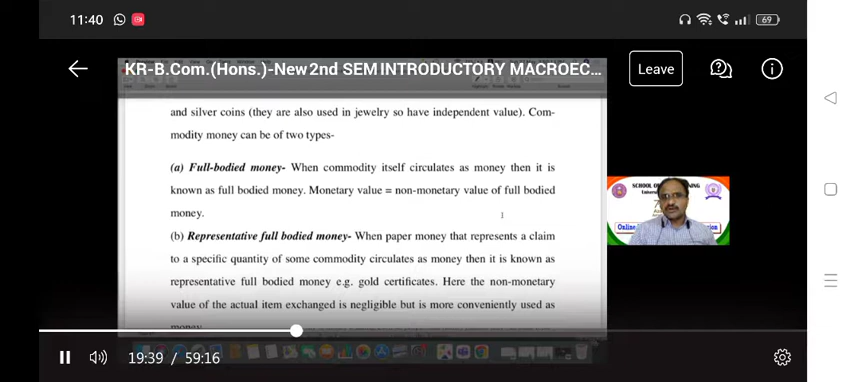 11:40
69
KR-B.Com.(Hons.)-New 2nd SEM INTRODUCTORY MACROEC...
Leave
and silver coins (they are also used in jewelry so have independent value). Com-
modity money can be of two types-
(a) Full-bodied money- When commodity itself circulates as money then it is
known as full bodied money. Monetary value = non-monetary value of full bodied
money.
(b) Representative full bodied money- When paper money that represents a claim
to a specific quantity of some commodity circulates as money then it is known as
representative full bodied money e.g. gold certificates. Here the non-monetary
value of the actual item exchanged is negligible but is more conveniently used as
money.
SCHOOL OF
Online
19:39 / 59:16